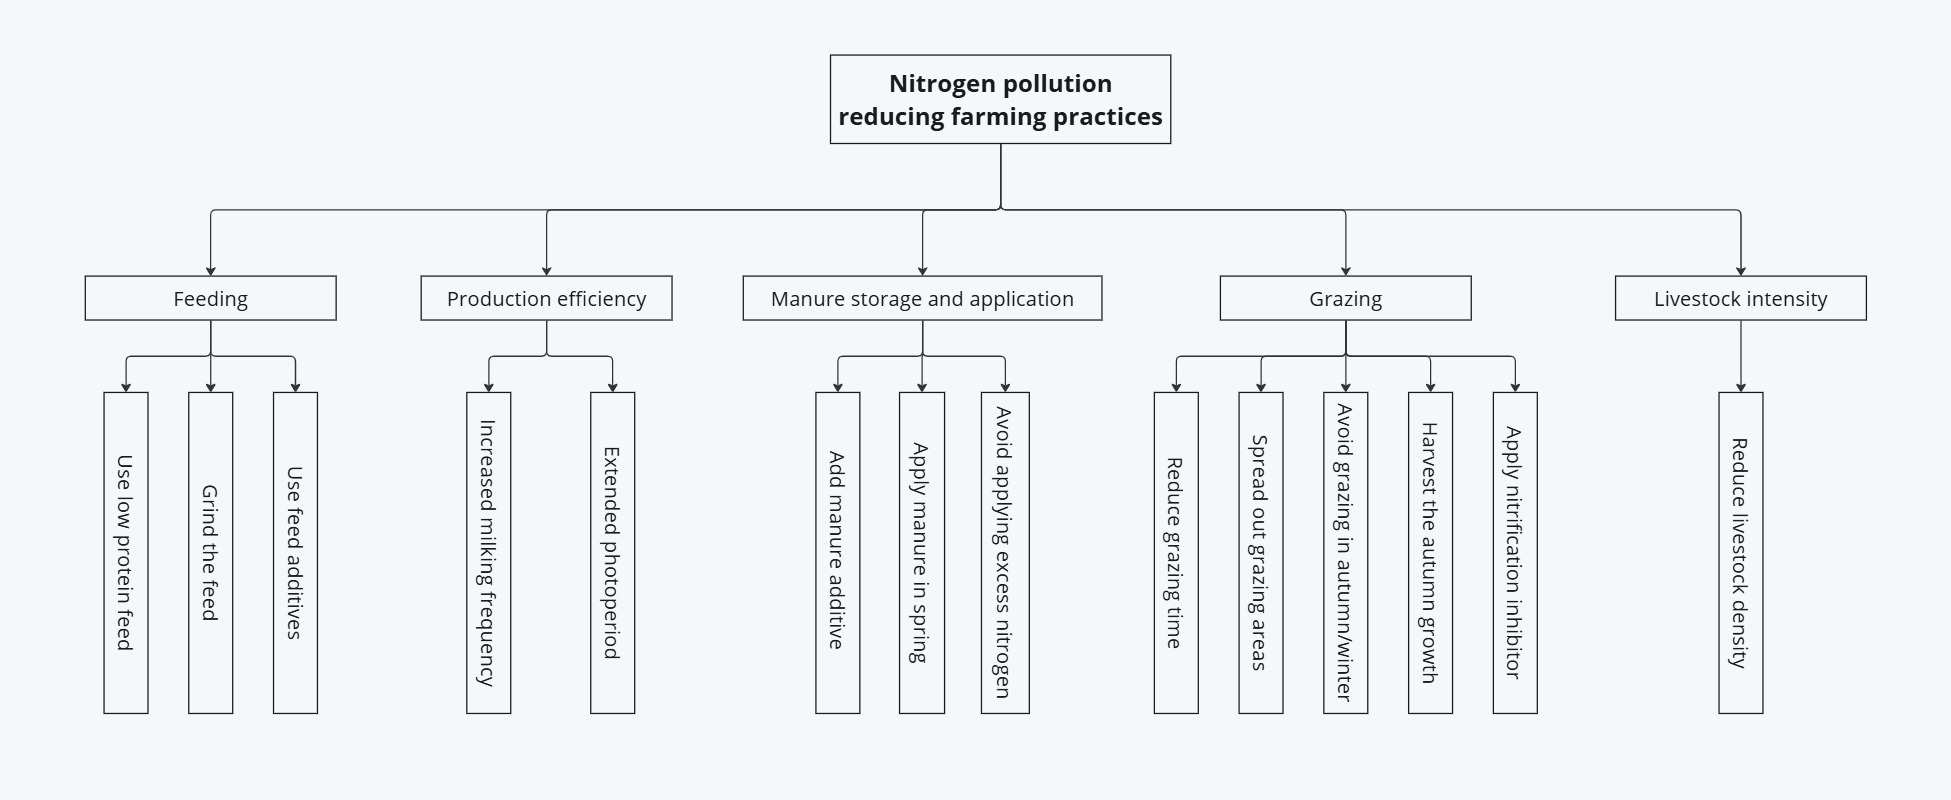 Nitrogen pollution
reducing farming practices
Feeding
Production efficiency
Manure storage and application
Grazing
Livestock intensity
Use low protein feed
Grind the feed
Use feed additives
Increased milking frequency
Extended photoperiod
Add manure additive
Apply manure in spring
Avoid applying excess nitrogen
Reduce grazing time
Spread out grazing areas
Avoid grazing in autumn/winter
Harvest the autumn growth
Apply nitrification inhibitor
Reduce livestock density